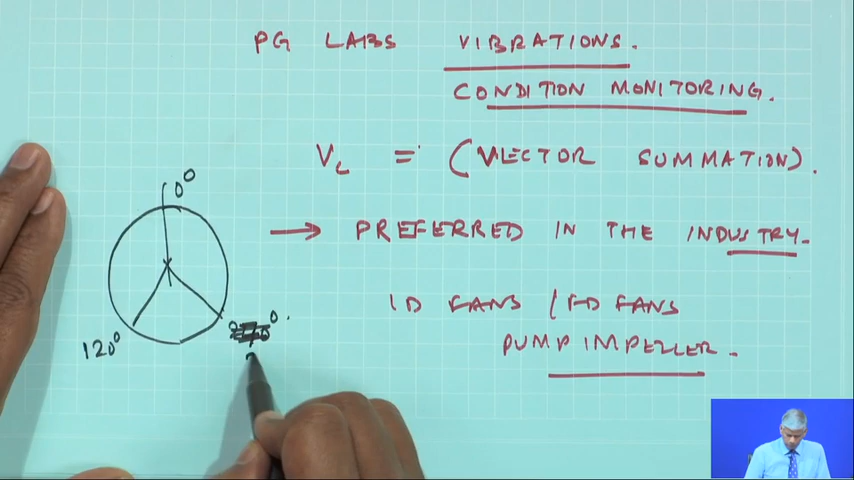 PG LABS VIBRATIONS.
CONDITION MONITORING.
VL = (VECTOR SUMMATION).
→ PREFERRED IN THE INDUSTRY.
ID FANS / FD FANS
PUMP IMPELLER.
0°
120°